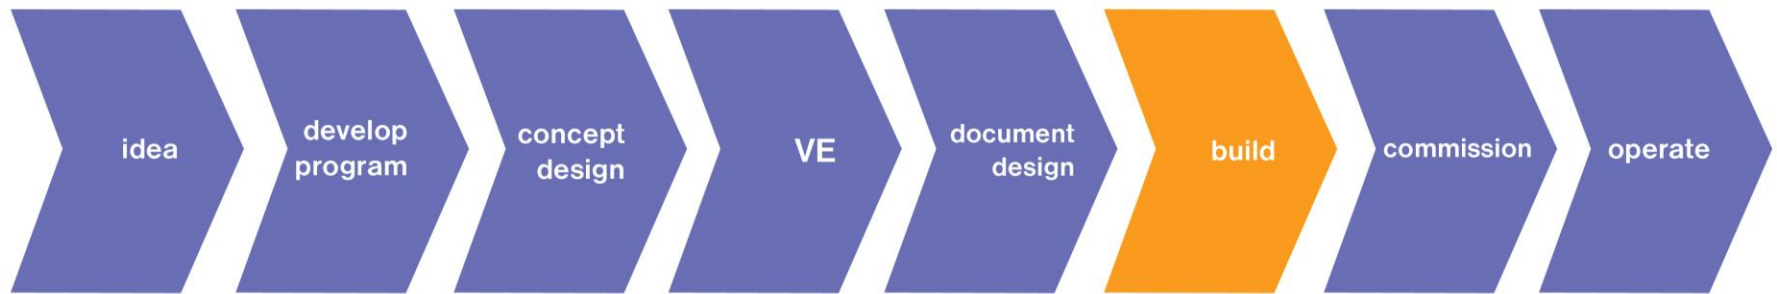 idea
develop
program
concept
design
VE
document
design
build
commission
operate